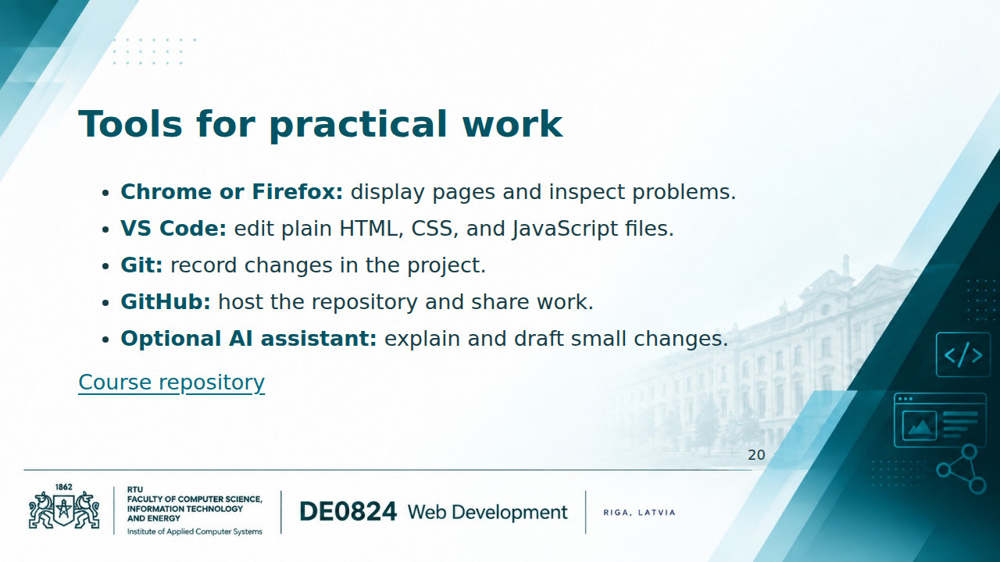 Tools for practical work
• Chrome or Firefox: display pages and inspect problems.
• VS Code: edit plain HTML, CSS, and JavaScript files.
• Git: record changes in the project.
• GitHub: host the repository and share work.
• Optional AI assistant: explain and draft small changes.
Course repository
20
1862
RTU
FACULTY OF COMPUTER SCIENCE,
INFORMATION TECHNOLOGY
AND ENERGY
Institute of Applied Computer Systems
DE0824 Web Development
RIGA, LATVIA
</>